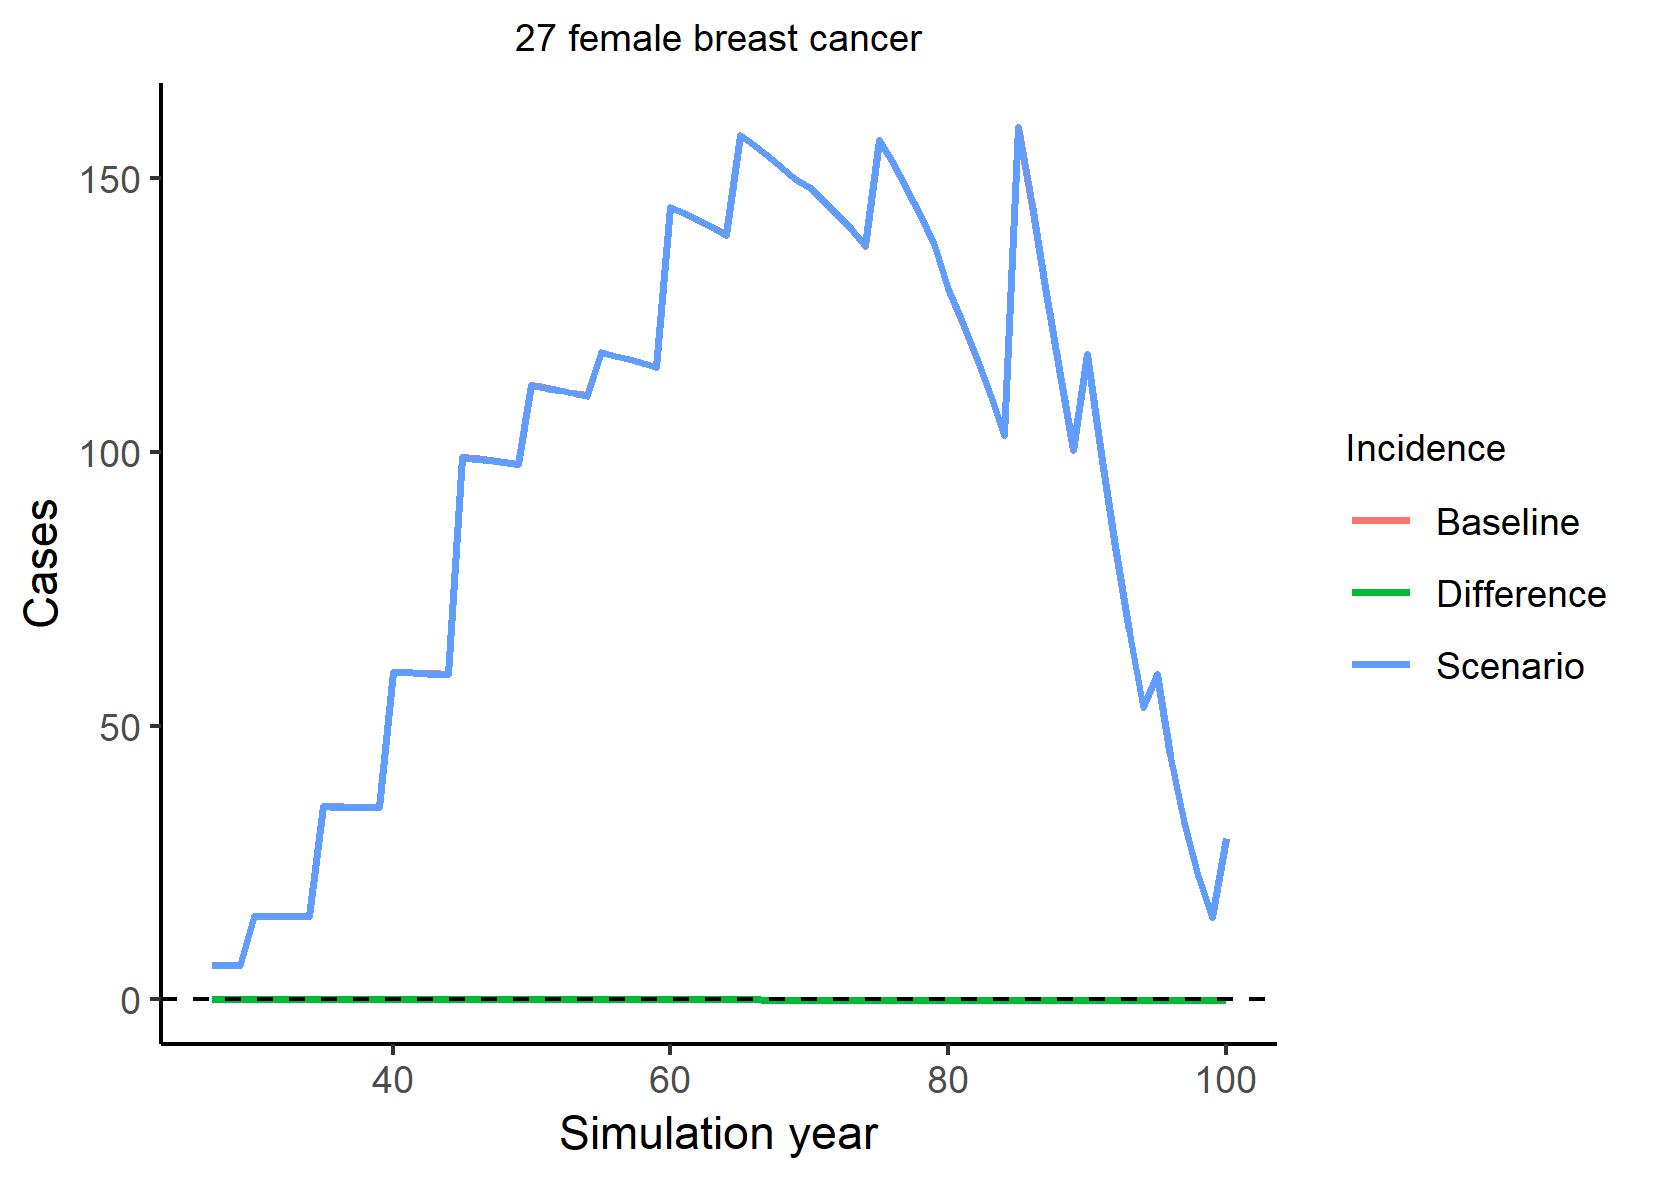 27 female breast cancer
150
100
50
0
Cases
40
60
80
100
Simulation year
Incidence
Baseline
Difference
Scenario